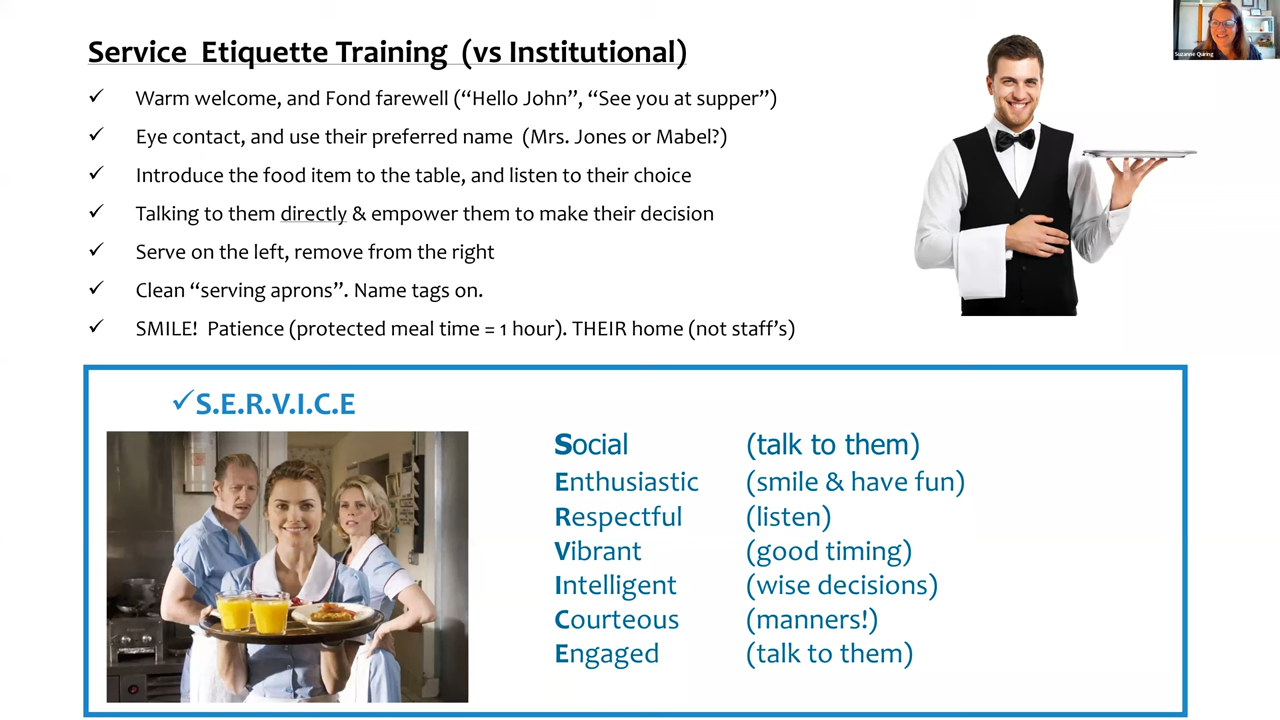 Service Etiquette Training (vs Institutional)
✓ Warm welcome, and Fond farewell (“Hello John”, “See you at supper”)
✓ Eye contact, and use their preferred name (Mrs. Jones or Mabel?)
✓ Introduce the food item to the table, and listen to their choice
✓ Talking to them directly & empower them to make their decision
✓ Serve on the left, remove from the right
✓ Clean “serving aprons”. Name tags on.
✓ SMILE! Patience (protected meal time = 1 hour). THEIR home (not staff’s)
✓S.E.R.V.I.C.E
Social (talk to them)
Enthusiastic (smile & have fun)
Respectful (listen)
Vibrant (good timing)
Intelligent (wise decisions)
Courteous (manners!)
Engaged (talk to them)
Suzanne Quiring